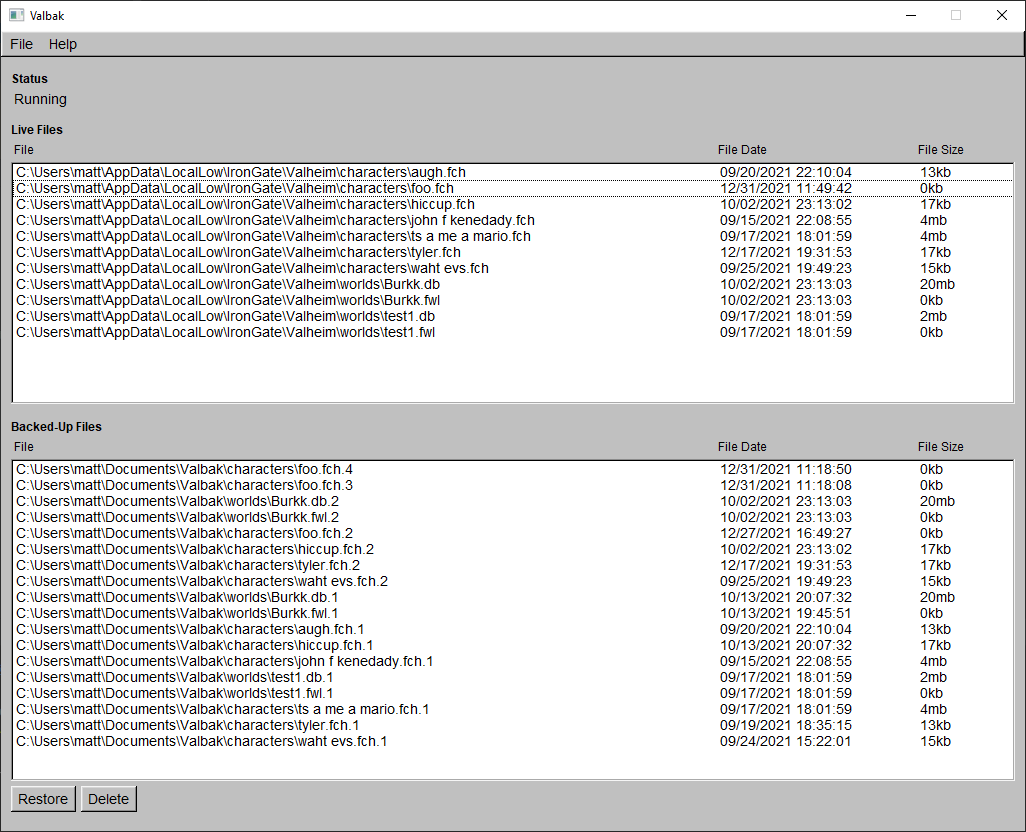 Valbak
File Help
Status
Running
Live Files
File File Date File Size
C:\Users\matt\AppData\LocalLow\IronGate\Valheim\characters\augh.fch 09/20/2021 22:10:04 13kb
C:\Users\matt\AppData\LocalLow\IronGate\Valheim\characters\foo.fch 12/31/2021 11:49:42 0kb
C:\Users\matt\AppData\LocalLow\IronGate\Valheim\characters\hiccup.fch 10/02/2021 23:13:02 17kb
C:\Users\matt\AppData\LocalLow\IronGate\Valheim\characters\john f kenedady.fch 09/15/2021 22:08:55 4mb
C:\Users\matt\AppData\LocalLow\IronGate\Valheim\characters\ts a me a mario.fch 09/17/2021 18:01:59 4mb
C:\Users\matt\AppData\LocalLow\IronGate\Valheim\characters\tyler.fch 12/17/2021 19:31:53 17kb
C:\Users\matt\AppData\LocalLow\IronGate\Valheim\characters\waht evs.fch 09/25/2021 19:49:23 15kb
C:\Users\matt\AppData\LocalLow\IronGate\Valheim\worlds\Burkk.db 10/02/2021 23:13:03 20mb
C:\Users\matt\AppData\LocalLow\IronGate\Valheim\worlds\Burkk.fwl 10/02/2021 23:13:03 0kb
C:\Users\matt\AppData\LocalLow\IronGate\Valheim\worlds\test1.db 09/17/2021 18:01:59 2mb
C:\Users\matt\AppData\LocalLow\IronGate\Valheim\worlds\test1.fwl 09/17/2021 18:01:59 0kb
Backed-Up Files
File File Date File Size
C:\Users\matt\Documents\Valbak\characters\foo.fch.4 12/31/2021 11:18:50 0kb
C:\Users\matt\Documents\Valbak\characters\foo.fch.3 12/31/2021 11:18:08 0kb
C:\Users\matt\Documents\Valbak\worlds\Burkk.db.2 10/02/2021 23:13:03 20mb
C:\Users\matt\Documents\Valbak\worlds\Burkk.fwl.2 10/02/2021 23:13:03 0kb
C:\Users\matt\Documents\Valbak\characters\foo.fch.2 12/27/2021 16:49:27 0kb
C:\Users\matt\Documents\Valbak\characters\hiccup.fch.2 10/02/2021 23:13:02 17kb
C:\Users\matt\Documents\Valbak\characters\tyler.fch.2 12/17/2021 19:31:53 17kb
C:\Users\matt\Documents\Valbak\characters\waht evs.fch.2 09/25/2021 19:49:23 15kb
C:\Users\matt\Documents\Valbak\worlds\Burkk.db.1 10/13/2021 20:07:32 20mb
C:\Users\matt\Documents\Valbak\worlds\Burkk.fwl.1 10/13/2021 19:45:51 0kb
C:\Users\matt\Documents\Valbak\characters\augh.fch.1 09/20/2021 22:10:04 13kb
C:\Users\matt\Documents\Valbak\characters\hiccup.fch.1 10/13/2021 20:07:32 17kb
C:\Users\matt\Documents\Valbak\characters\john f kenedady.fch.1 09/15/2021 22:08:55 4mb
C:\Users\matt\Documents\Valbak\worlds\test1.db.1 09/17/2021 18:01:59 2mb
C:\Users\matt\Documents\Valbak\worlds\test1.fwl.1 09/17/2021 18:01:59 0kb
C:\Users\matt\Documents\Valbak\characters\ts a me a mario.fch.1 09/17/2021 18:01:59 4mb
C:\Users\matt\Documents\Valbak\characters\tyler.fch.1 09/19/2021 18:35:15 13kb
C:\Users\matt\Documents\Valbak\characters\waht evs.fch.1 09/24/2021 15:22:01 15kb
Restore Delete